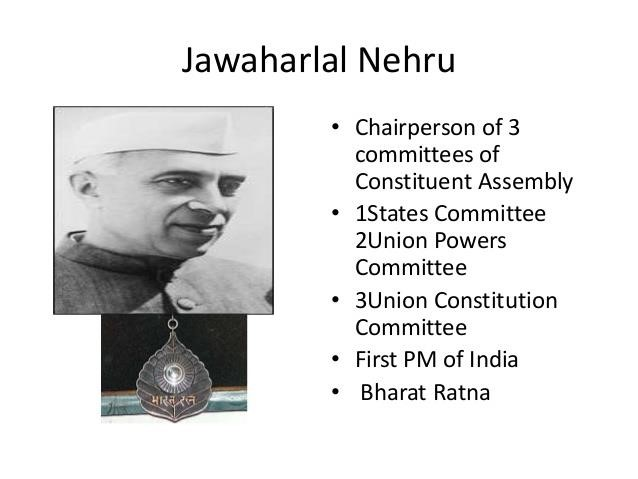 Jawaharlal Nehru
• Chairperson of 3
committees of
Constituent Assembly
• 1States Committee
2Union Powers
Committee
• 3Union Constitution
Committee
• First PM of India
• Bharat Ratna
भारत रत्न